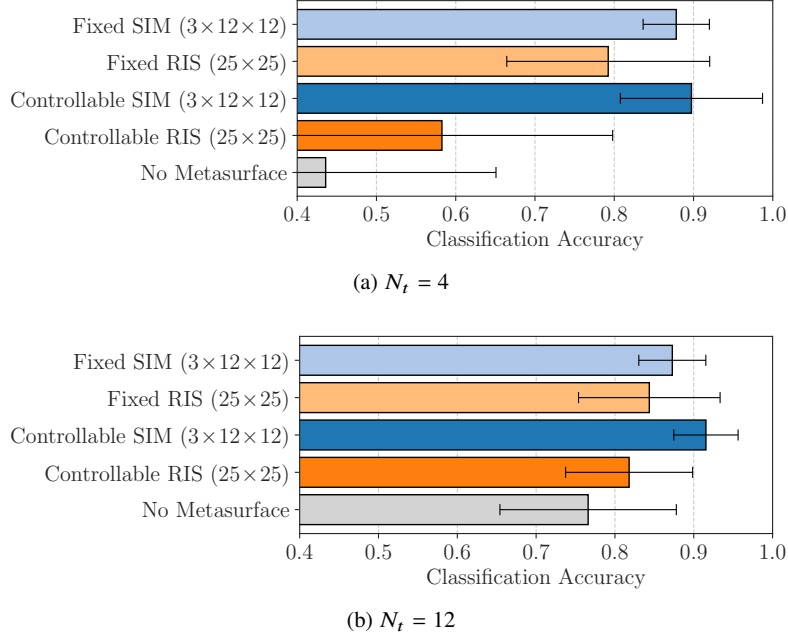 Fixed SIM (3×12×12)
Fixed RIS (25×25)
Controllable SIM (3×12×12)
Controllable RIS (25×25)
No Metasurface
0.4 0.5 0.6 0.7 0.8 0.9 1.0
Classification Accuracy
(a) N_t = 4
Fixed SIM (3×12×12)
Fixed RIS (25×25)
Controllable SIM (3×12×12)
Controllable RIS (25×25)
No Metasurface
0.4 0.5 0.6 0.7 0.8 0.9 1.0
Classification Accuracy
(b) N_t = 12